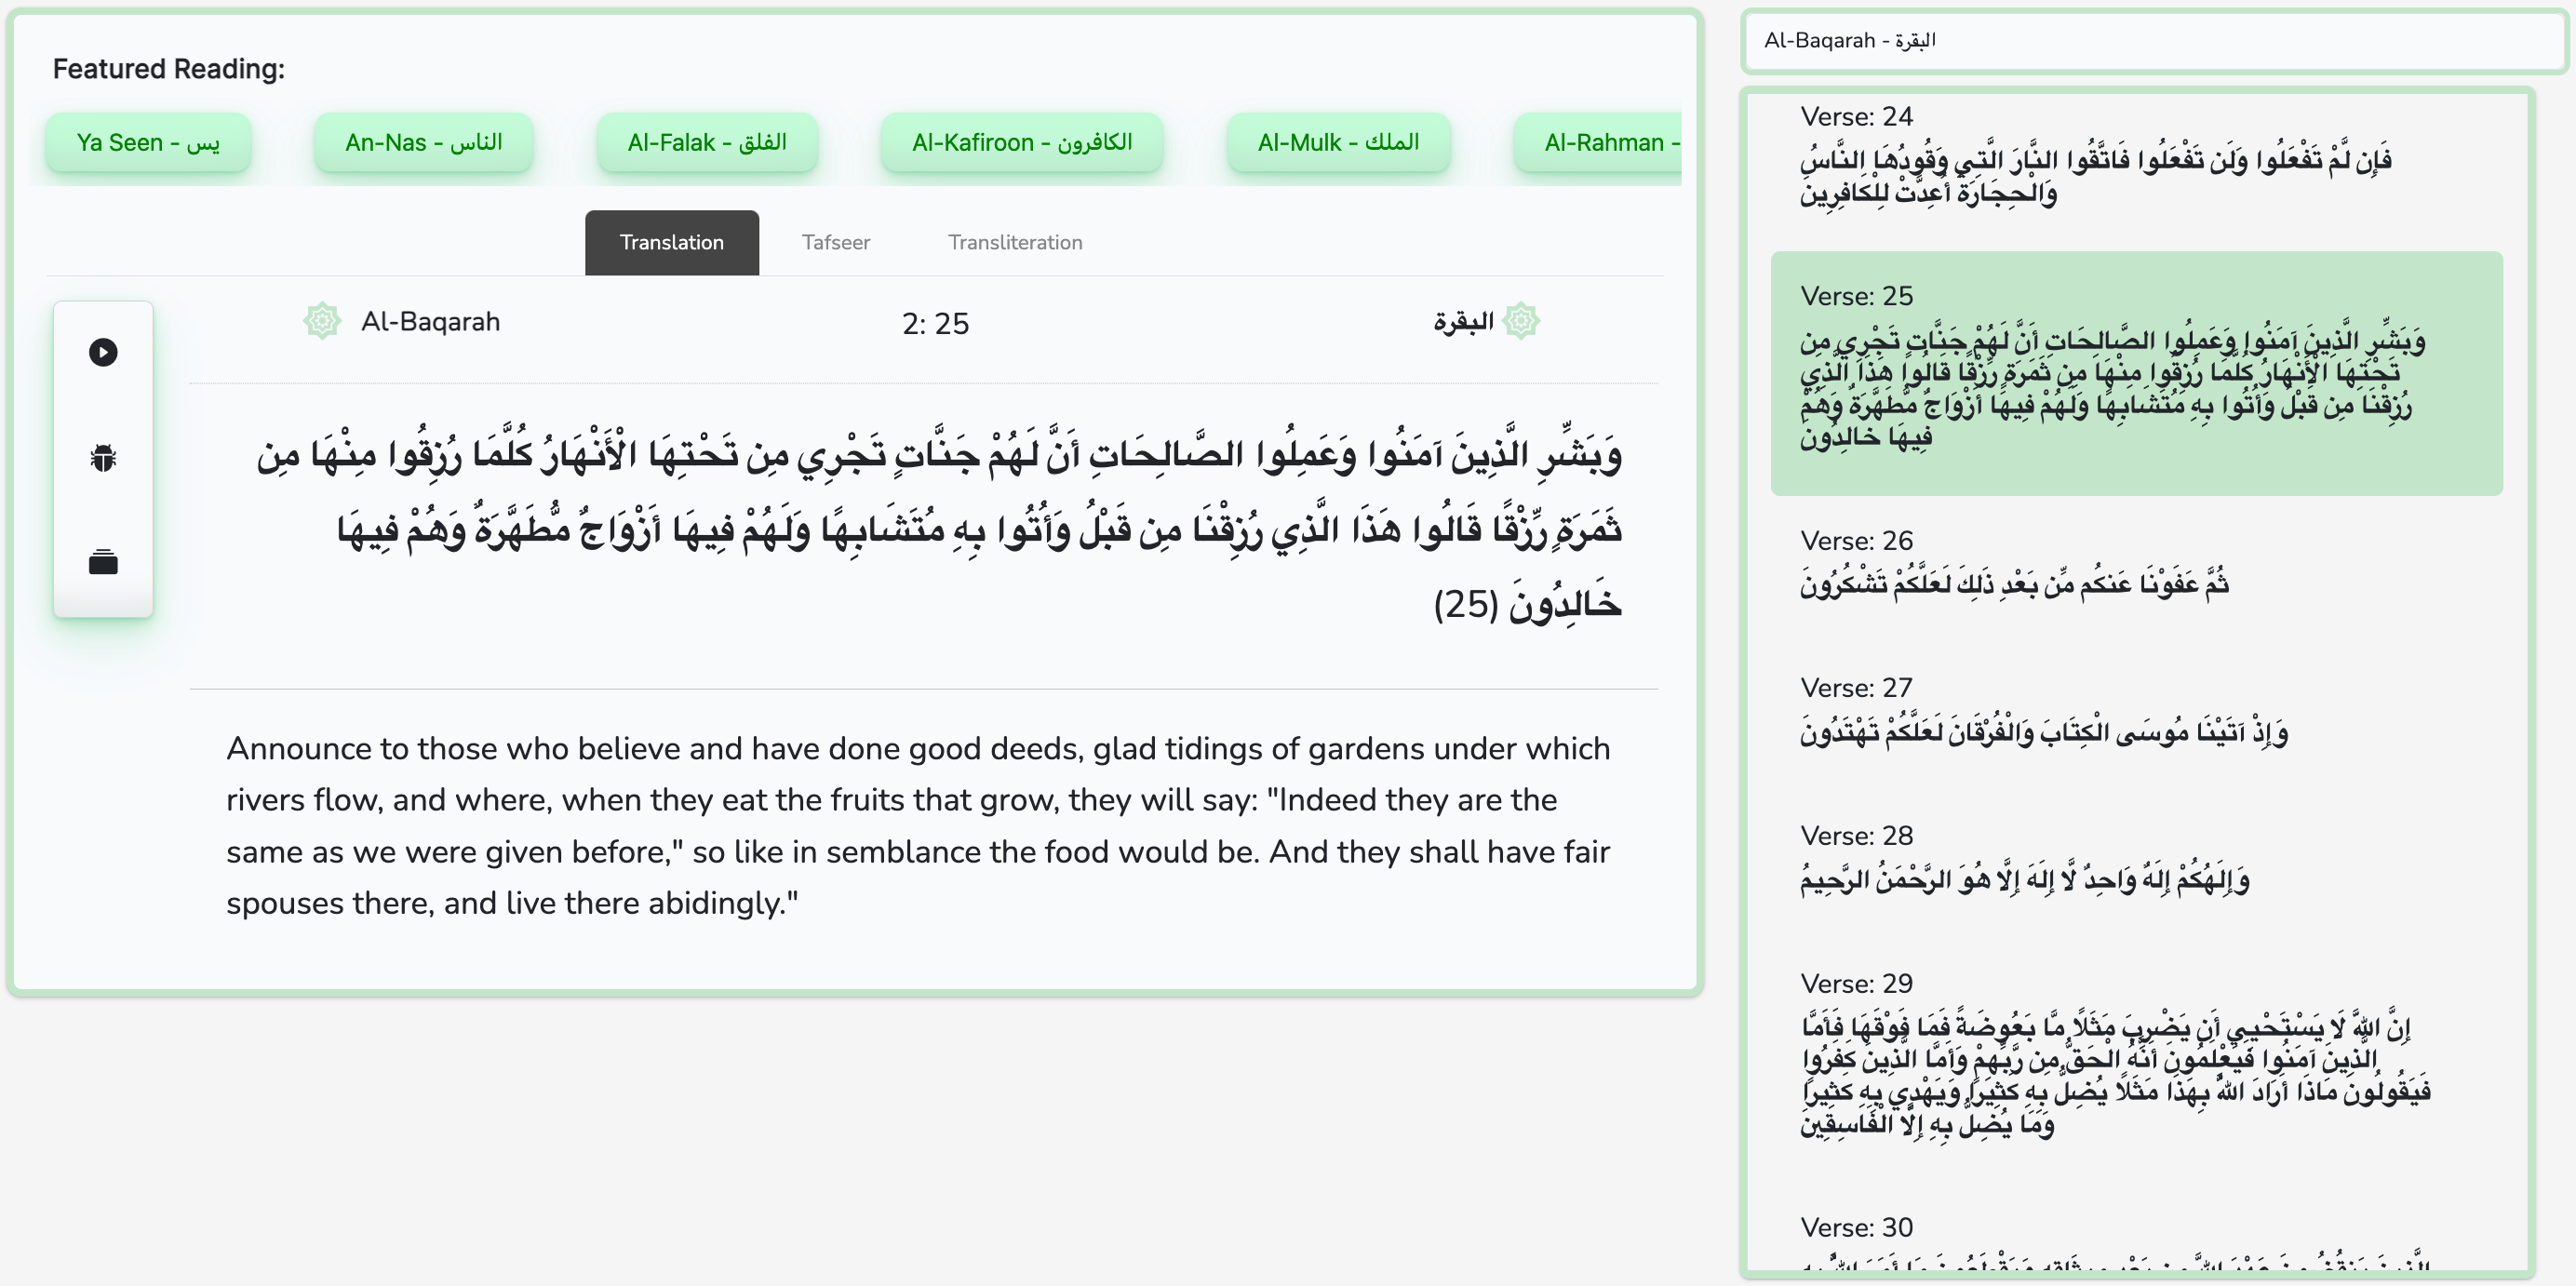 Featured Reading:
Ya Seen - يس
An-Nas - الناس
Al-Falak - الفلق
Al-Kafiroon - الكافرون
Al-Mulk - الملك
Al-Rahman -
Translation
Tafseer
Transliteration
Al-Baqarah
2: 25
البقرة
وَبَشِّرِ الَّذِينَ آمَنُوا وَعَمِلُوا الصَّالِحَاتِ أَنَّ لَهُمْ جَنَّاتٍ تَجْرِي مِن تَحْتِهَا الْأَنْهَارُ كُلَّمَا رُزِقُوا مِنْهَا مِن
ثَمَرَةٍ رِّزْقًا قَالُوا هَذَا الَّذِي رُزِقْنَا مِن قَبْلُ وَأُتُوا بِهِ مُتَشَابِهًا وَلَهُمْ فِيهَا أَزْوَاجٌ مُّطَهَّرَةٌ وَهُمْ فِيهَا
خَالِدُونَ (25)
Announce to those who believe and have done good deeds, glad tidings of gardens under which
rivers flow, and where, when they eat the fruits that grow, they will say: "Indeed they are the
same as we were given before," so like in semblance the food would be. And they shall have fair
spouses there, and live there abidingly."
Al-Baqarah - البقرة
Verse: 24
فَإِن لَّمْ تَفْعَلُوا وَلَن تَفْعَلُوا فَاتَّقُوا النَّارَ الَّتِي وَقُودُهَا النَّاسُ
وَالْحِجَارَةُ أُعِدَّتْ لِلْكَافِرِينَ
Verse: 25
وَبَشِّرِ الَّذِينَ آمَنُوا وَعَمِلُوا الصَّالِحَاتِ أَنَّ لَهُمْ جَنَّاتٍ تَجْرِي مِن
تَحْتِهَا الْأَنْهَارُ كُلَّمَا رُزِقُوا مِنْهَا مِن ثَمَرَةٍ رِّزْقًا قَالُوا هَذَا الَّذِي
رُزِقْنَا مِن قَبْلُ وَأُتُوا بِهِ مُتَشَابِهًا وَلَهُمْ فِيهَا أَزْوَاجٌ مُّطَهَّرَةٌ وَهُمْ
فِيهَا خَالِدُونَ
Verse: 26
ثُمَّ عَفَوْنَا عَنكُم مِّن بَعْدِ ذَلِكَ لَعَلَّكُمْ تَشْكُرُونَ
Verse: 27
وَإِذْ آتَيْنَا مُوسَى الْكِتَابَ وَالْفُرْقَانَ لَعَلَّكُمْ تَهْتَدُونَ
Verse: 28
وَإِلَهُكُمْ إِلَهٌ وَاحِدٌ لَّا إِلَهَ إِلَّا هُوَ الرَّحْمَنُ الرَّحِيمُ
Verse: 29
إِنَّ اللَّهَ لَا يَسْتَحْيِي أَن يَضْرِبَ مَثَلًا مَّا بَعُوضَةً فَمَا فَوْقَهَا فَأَمَّا
الَّذِينَ آمَنُوا فَيَعْلَمُونَ أَنَّهُ الْحَقُّ مِن رَّبِّهِمْ وَأَمَّا الَّذِينَ كَفَرُوا
فَيَقُولُونَ مَاذَا أَرَادَ اللَّهُ بِهَذَا مَثَلًا يُضِلُّ بِهِ كَثِيرًا وَيَهْدِي بِهِ كَثِيرًا
وَمَا يُضِلُّ بِهِ إِلَّا الْفَاسِقِينَ
Verse: 30